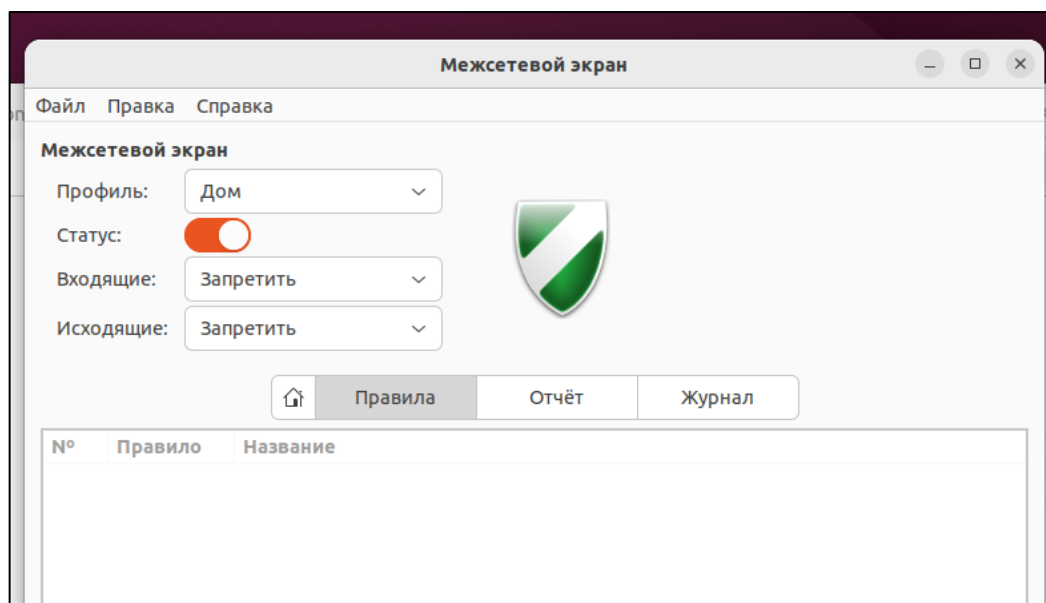 Межсетевой экран
Файл Правка Справка
Межсетевой экран
Профиль: Дом
Статус:
Входящие: Запретить
Исходящие: Запретить
Правила Отчёт Журнал
Nº Правило Название